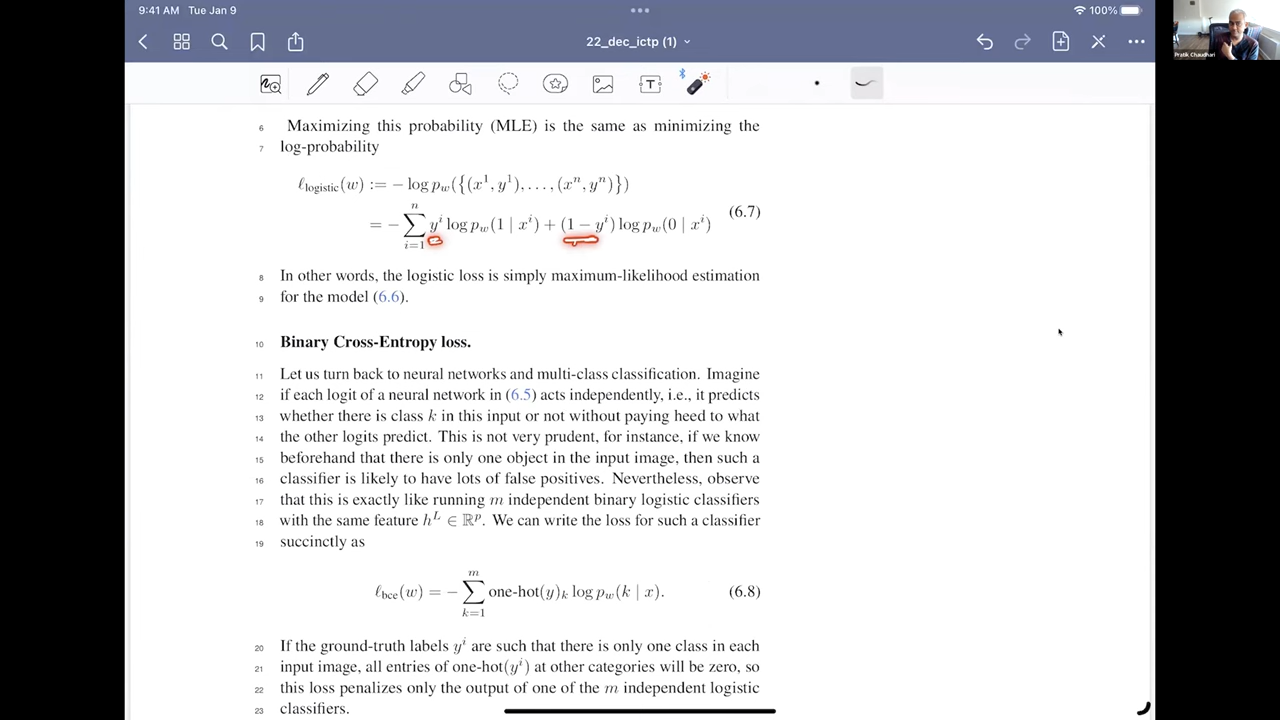 9:41 AM Tue Jan 9
100%
22_dec_ictp (1)
Pratik Chaudhari
T
6 Maximizing this probability (MLE) is the same as minimizing the
7 log-probability
ℓ_logistic(w) := − log p_w({(x^1, y^1), . . . , (x^n, y^n)})
= − ∑_{i=1}^{n} y^i log p_w(1 | x^i) + (1 − y^i) log p_w(0 | x^i) (6.7)
8 In other words, the logistic loss is simply maximum-likelihood estimation
9 for the model (6.6).
10 Binary Cross-Entropy loss.
11 Let us turn back to neural networks and multi-class classification. Imagine
12 if each logit of a neural network in (6.5) acts independently, i.e., it predicts
13 whether there is class k in this input or not without paying heed to what
14 the other logits predict. This is not very prudent, for instance, if we know
15 beforehand that there is only one object in the input image, then such a
16 classifier is likely to have lots of false positives. Nevertheless, observe
17 that this is exactly like running m independent binary logistic classifiers
18 with the same feature h^L ∈ ℝ^p. We can write the loss for such a classifier
19 succinctly as
ℓ_bce(w) = − ∑_{k=1}^{m} one-hot(y)_k log p_w(k | x). (6.8)
20 If the ground-truth labels y^i are such that there is only one class in each
21 input image, all entries of one-hot(y^i) at other categories will be zero, so
22 this loss penalizes only the output of one of the m independent logistic
23 classifiers.